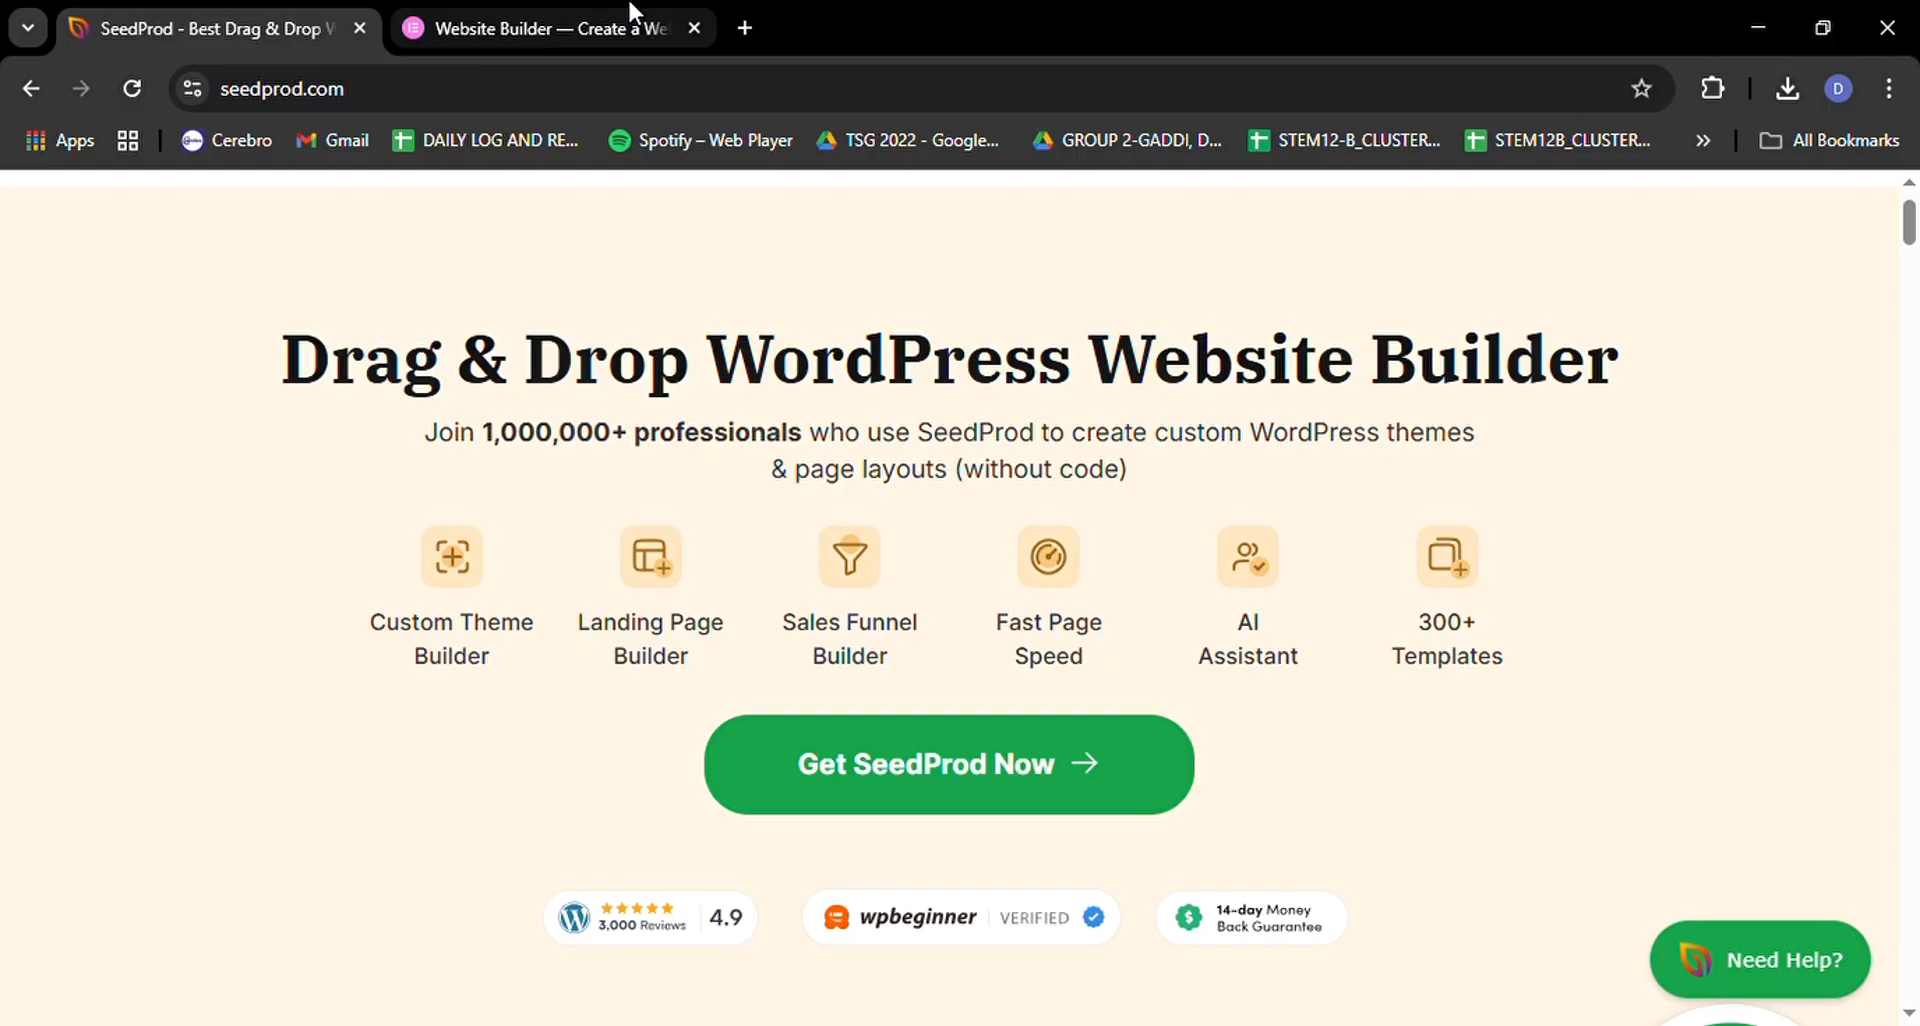 SeedProd - Best Drag & Drop W
Website Builder — Create a We
seedprod.com
D
Apps
Cerebro
Gmail
DAILY LOG AND RE...
Spotify – Web Player
TSG 2022 - Google...
GROUP 2-GADDI, D...
STEM12-B_CLUSTER...
STEM12B_CLUSTER...
All Bookmarks
Drag & Drop WordPress Website Builder
Join 1,000,000+ professionals who use SeedProd to create custom WordPress themes
& page layouts (without code)
Custom Theme
Builder
Landing Page
Builder
Sales Funnel
Builder
Fast Page
Speed
AI
Assistant
300+
Templates
Get SeedProd Now →
3,000 Reviews
4.9
wpbeginner
VERIFIED
14-day Money
Back Guarantee
Need Help?